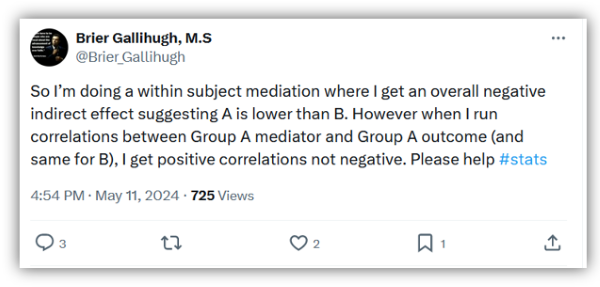 Brier Gallihugh, M.S
@Brier_Gallihugh
So I'm doing a within subject mediation where I get an overall negative
indirect effect suggesting A is lower than B. However when I run
correlations between Group A mediator and Group A outcome (and
same for B), I get positive correlations not negative. Please help #stats
4:54 PM · May 11, 2024 · 725 Views
3
2
1